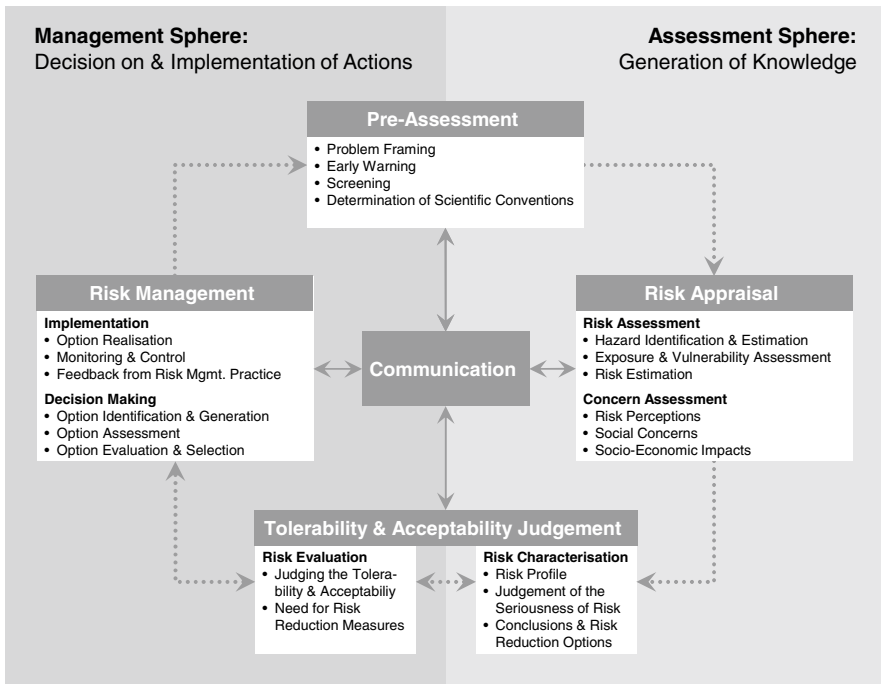 Management Sphere:
Decision on & Implementation of Actions
Assessment Sphere:
Generation of Knowledge
Pre-Assessment
• Problem Framing
• Early Warning
• Screening
• Determination of Scientific Conventions
Risk Management
Implementation
• Option Realisation
• Monitoring & Control
• Feedback from Risk Mgmt. Practice
Decision Making
• Option Identification & Generation
• Option Assessment
• Option Evaluation & Selection
Communication
Risk Appraisal
Risk Assessment
• Hazard Identification & Estimation
• Exposure & Vulnerability Assessment
• Risk Estimation
Concern Assessment
• Risk Perceptions
• Social Concerns
• Socio-Economic Impacts
Tolerability & Acceptability Judgement
Risk Evaluation
• Judging the Tolera-
bility & Acceptabiliy
• Need for Risk
Reduction Measures
Risk Characterisation
• Risk Profile
• Judgement of the
Seriousness of Risk
• Conclusions & Risk
Reduction Options